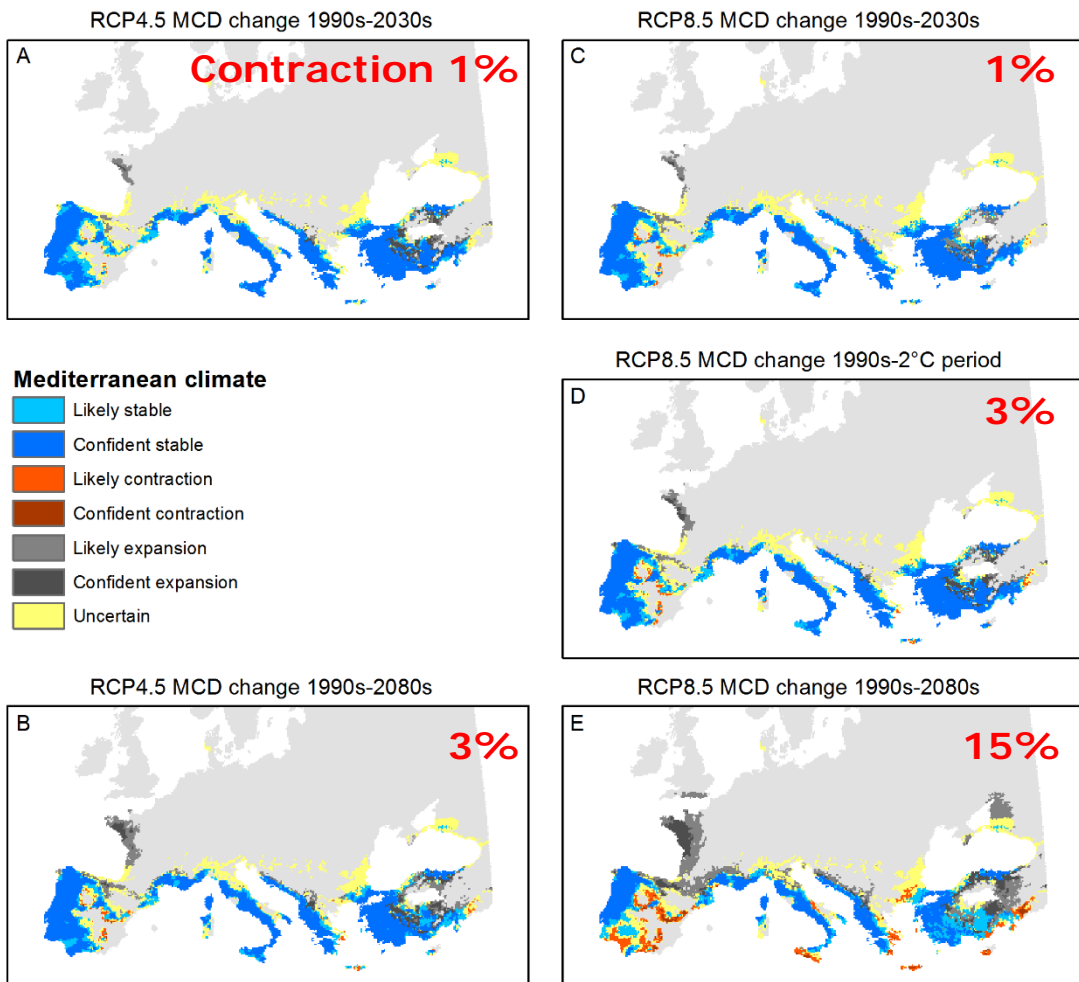 RCP4.5 MCD change 1990s-2030s
A
Contraction 1%
RCP8.5 MCD change 1990s-2030s
C
1%
Mediterranean climate
Likely stable
Confident stable
Likely contraction
Confident contraction
Likely expansion
Confident expansion
Uncertain
RCP8.5 MCD change 1990s-2°C period
D
3%
RCP4.5 MCD change 1990s-2080s
B
3%
RCP8.5 MCD change 1990s-2080s
E
15%